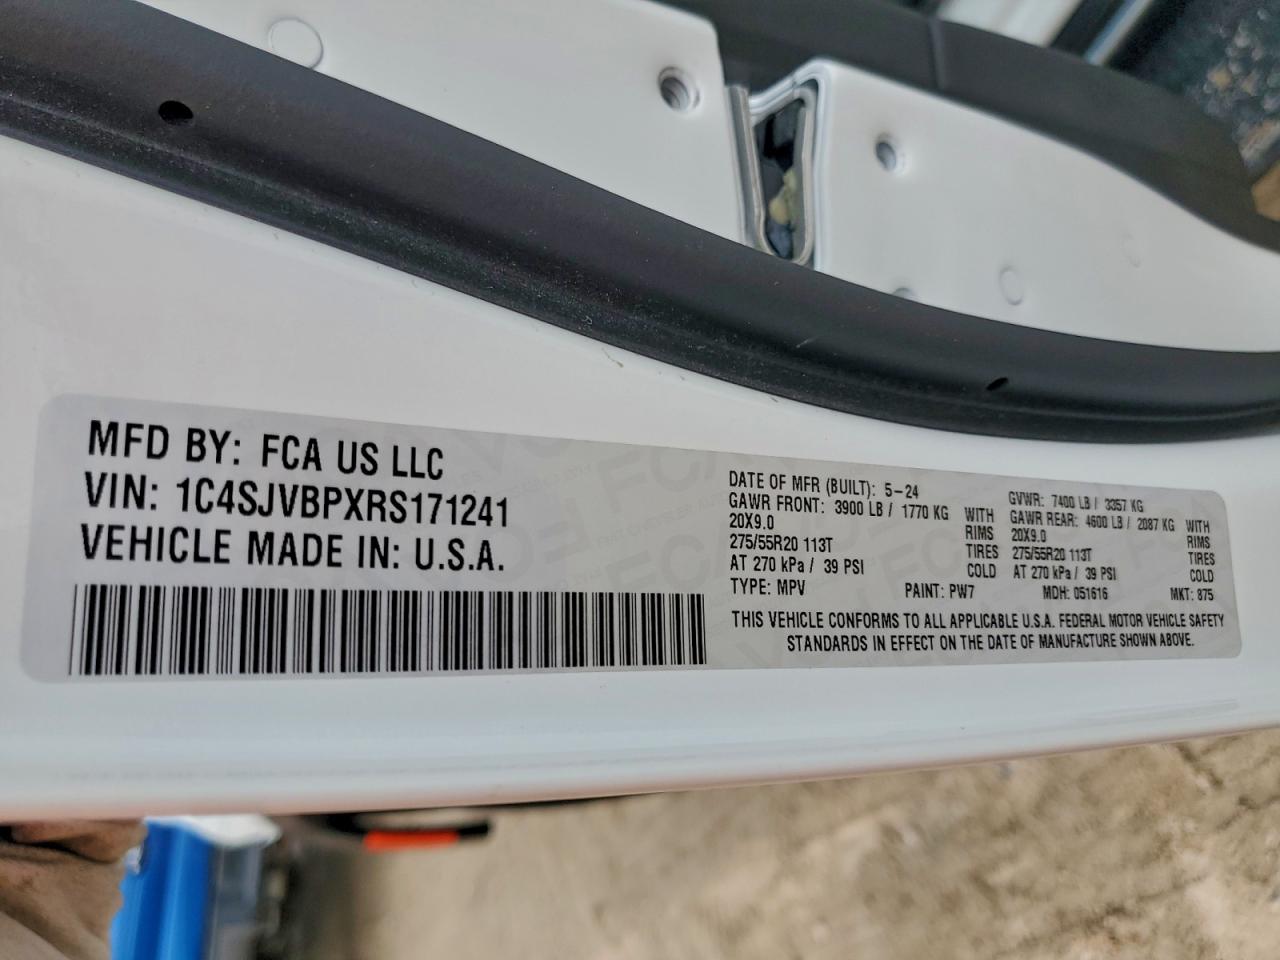 MFD BY: FCA US LLC
VIN: 1C4SJVBPXRS171241
VEHICLE MADE IN: U.S.A.
DATE OF MFR (BUILT): 5-24
GAWR FRONT: 3900 LB / 1770 KG WITH
20X9.0 RIMS
275/55R20 113T TIRES
AT 270 kPa / 39 PSI COLD
TYPE: MPV PAINT: PW7
GVWR: 7400 LB / 3357 KG
GAWR REAR: 4600 LB / 2087 KG WITH
20X9.0 RIMS
275/55R20 113T TIRES
AT 270 kPa / 39 PSI COLD
MDH: 051616 MKT: 875
THIS VEHICLE CONFORMS TO ALL APPLICABLE U.S.A. FEDERAL MOTOR VEHICLE SAFETY
STANDARDS IN EFFECT ON THE DATE OF MANUFACTURE SHOWN ABOVE.